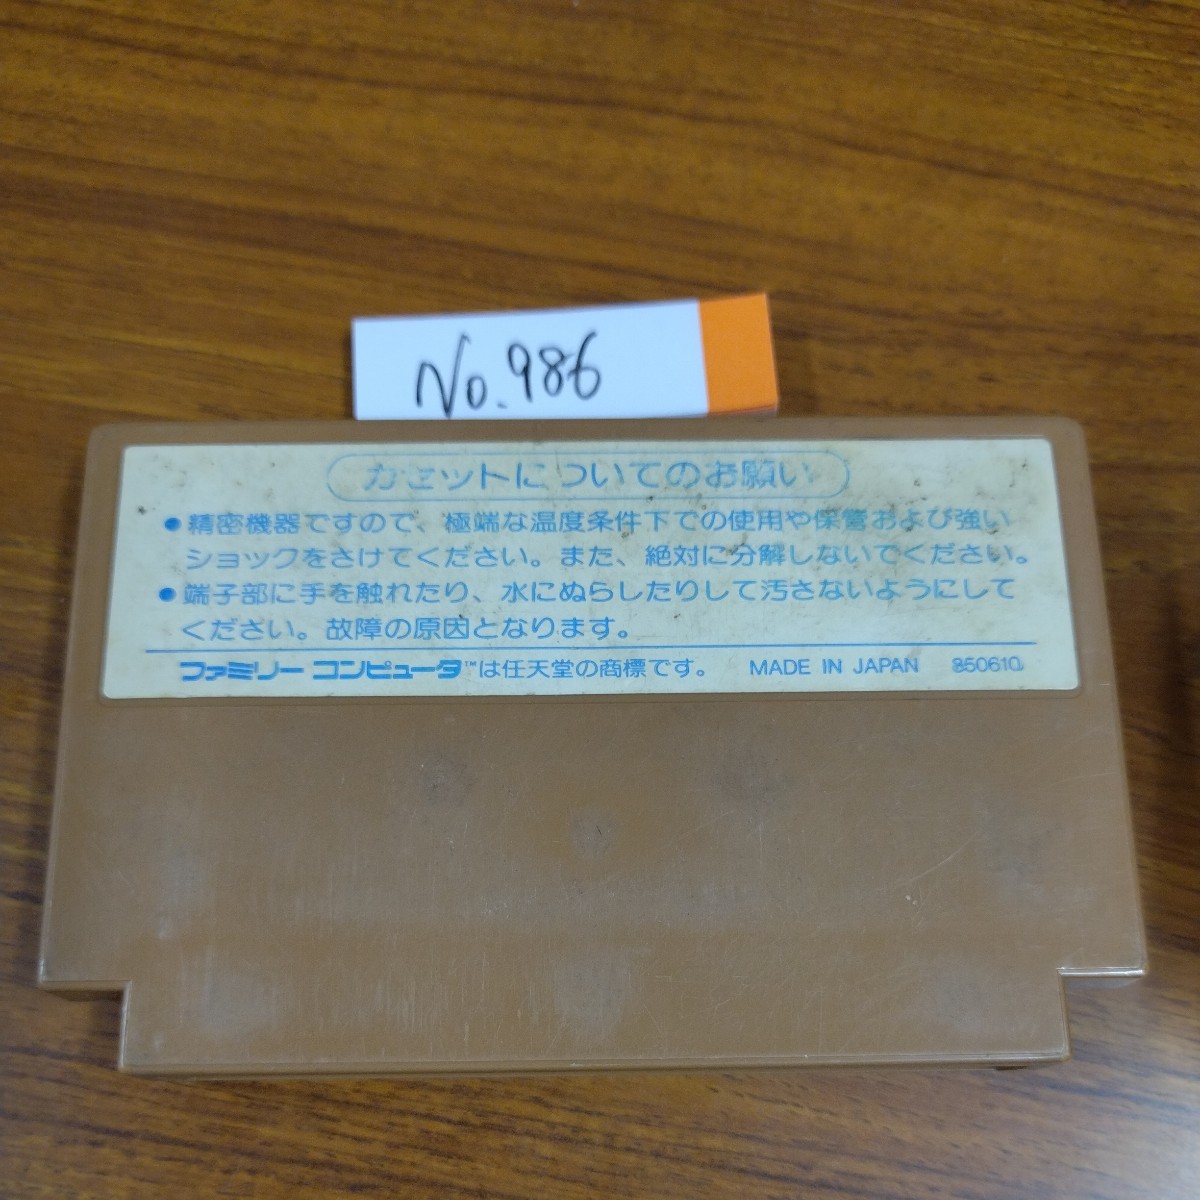 No.986
カセットについてのお願い
●精密機器ですので、極端な温度条件下での使用や保管および強い
ショックをさけてください。また、絶対に分解しないでください。
●端子部に手を触れたり、水にぬらしたりして汚さないようにして
ください。故障の原因となります。
ファミリーコンピュータ™は任天堂の商標です。 MADE IN JAPAN 850610